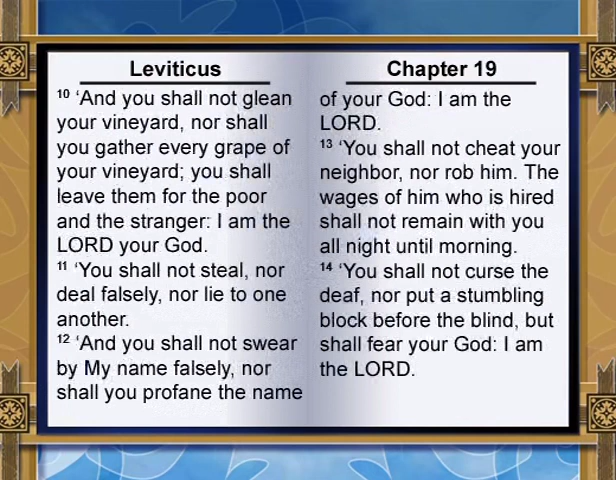 Leviticus
¹⁰ ‘And you shall not glean
your vineyard, nor shall
you gather every grape of
your vineyard; you shall
leave them for the poor
and the stranger: I am the
LORD your God.
¹¹ ‘You shall not steal, nor
deal falsely, nor lie to one
another.
¹² ‘And you shall not swear
by My name falsely, nor
shall you profane the name
Chapter 19
of your God: I am the
LORD.
¹³ ‘You shall not cheat your
neighbor, nor rob him. The
wages of him who is hired
shall not remain with you
all night until morning.
¹⁴ ‘You shall not curse the
deaf, nor put a stumbling
block before the blind, but
shall fear your God: I am
the LORD.